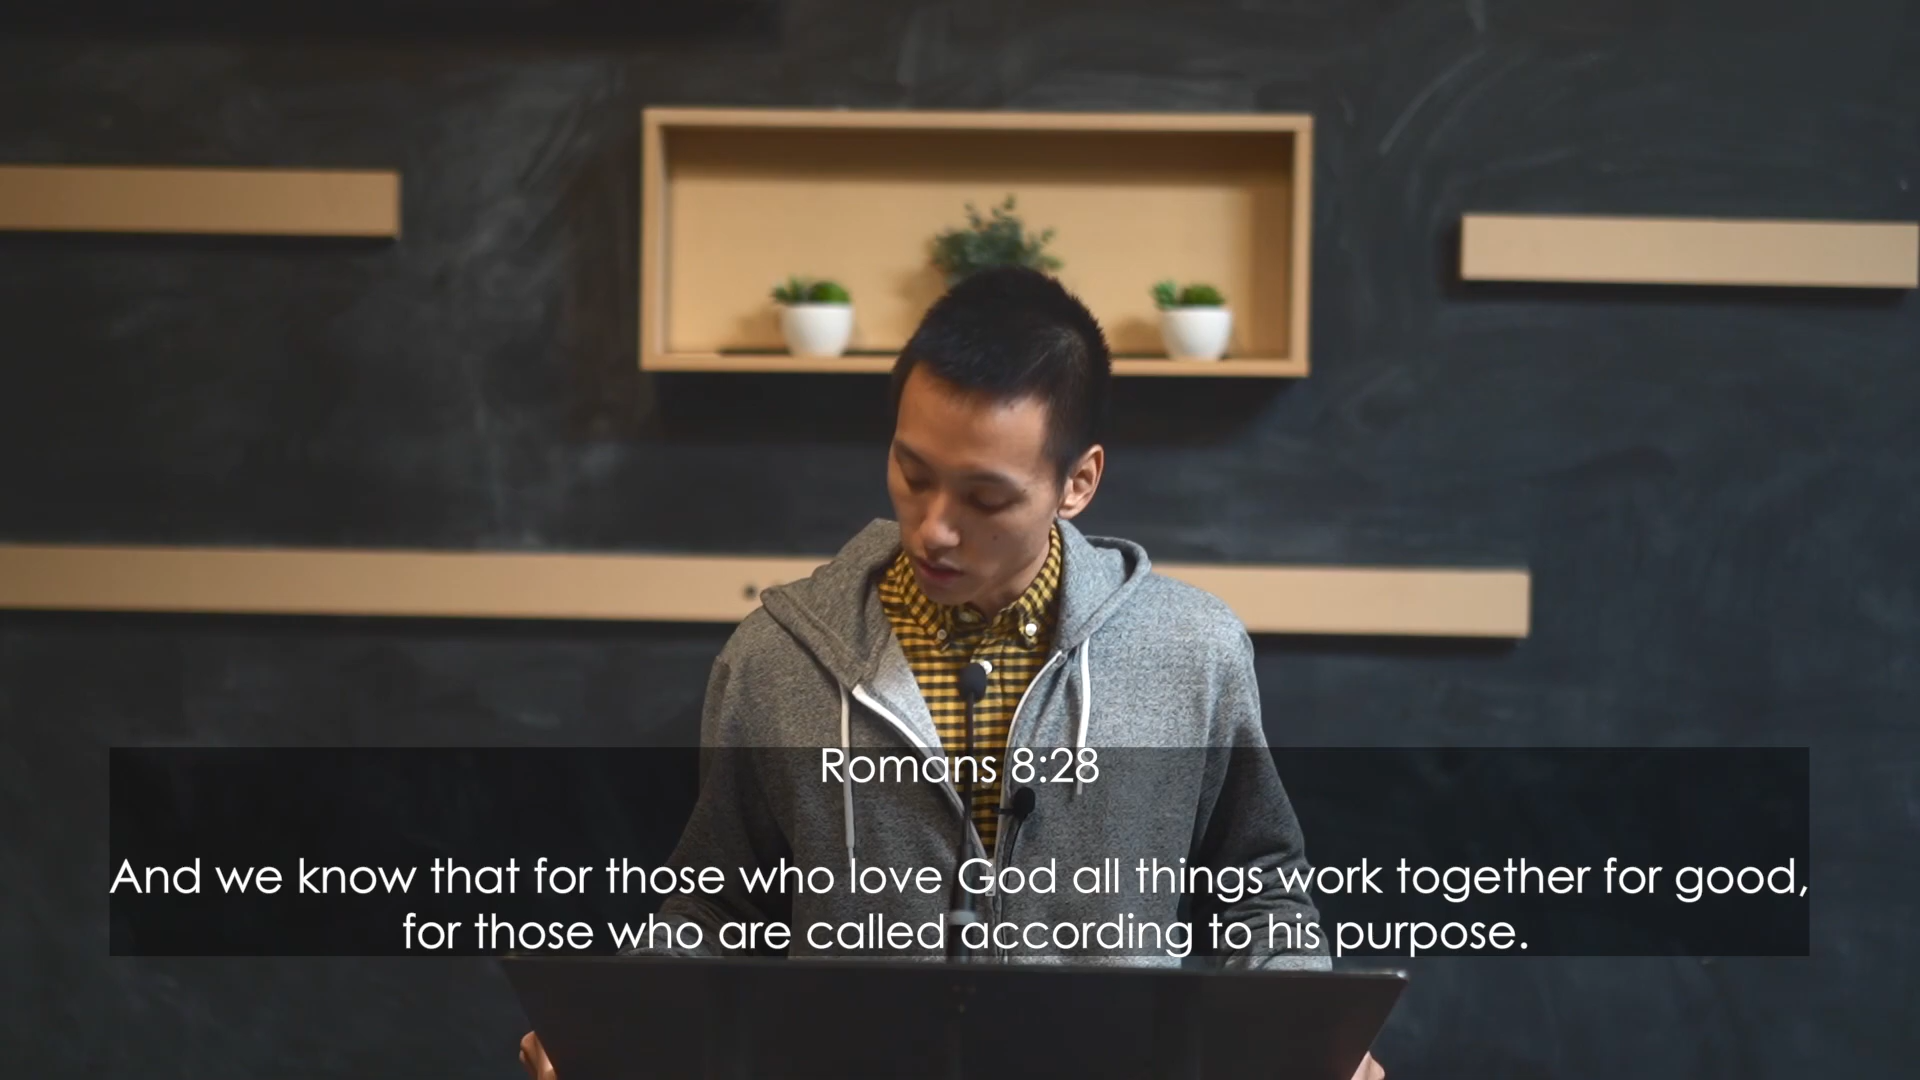 Romans 8:28
And we know that for those who love God all things work together for good,
for those who are called according to his purpose.